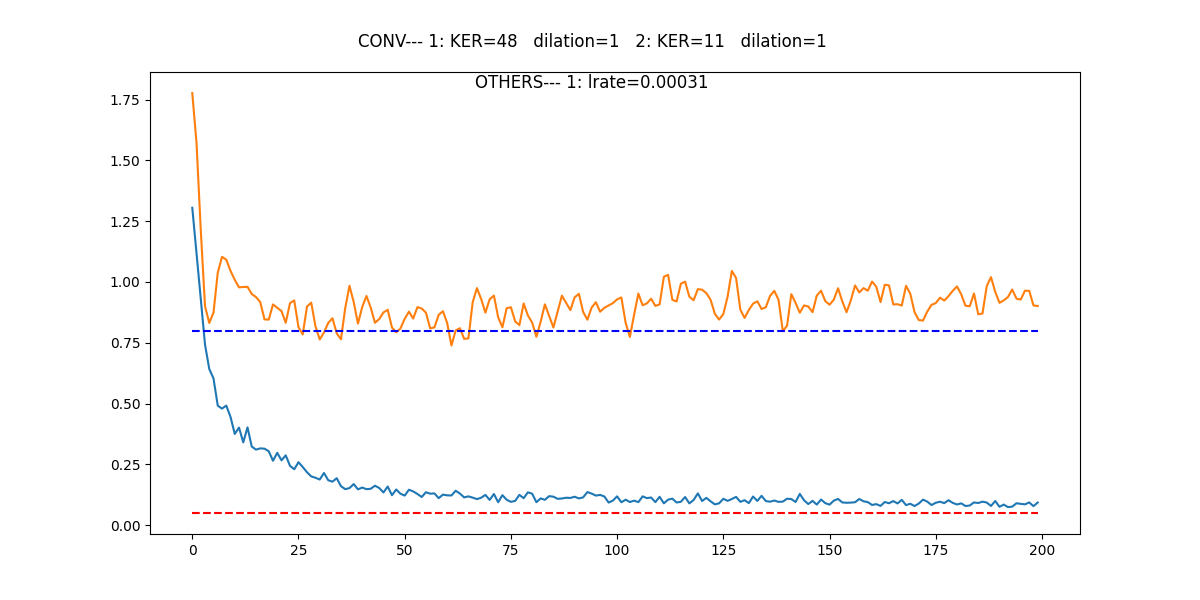 CONV--- 1: KER=48   dilation=1   2: KER=11   dilation=1
OTHERS--- 1: lrate=0.00031
1.75
1.50
1.25
1.00
0.75
0.50
0.25
0.00
0 25 50 75 100 125 150 175 200